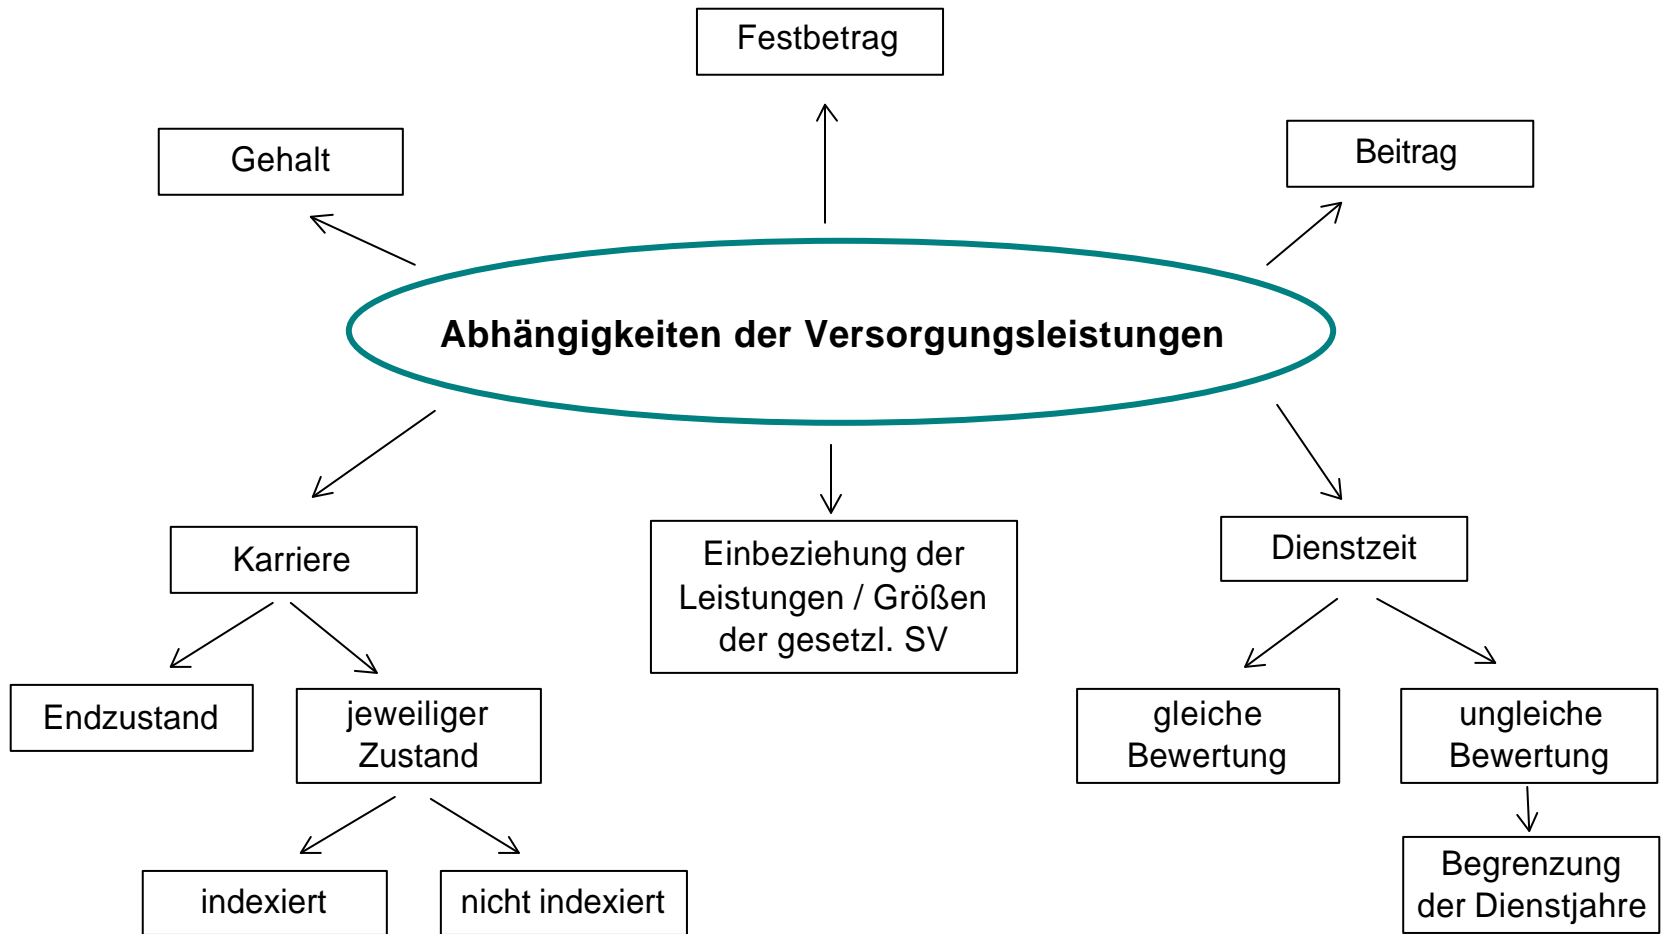 Festbetrag
Gehalt
Beitrag
Abhängigkeiten der Versorgungsleistungen
Karriere
Einbeziehung der
Leistungen / Größen
der gesetzl. SV
Dienstzeit
Endzustand
jeweiliger
Zustand
gleiche
Bewertung
ungleiche
Bewertung
indexiert
nicht indexiert
Begrenzung
der Dienstjahre